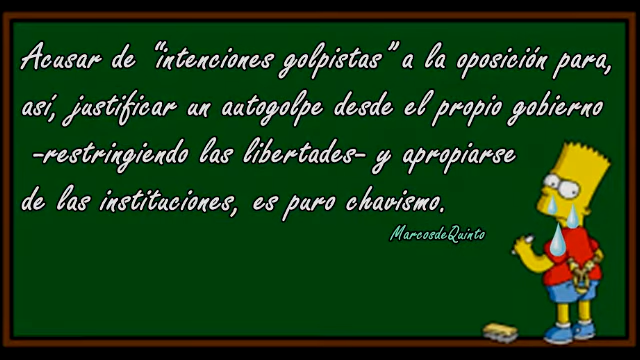 Acusar de “intenciones golpistas” a la oposición para,
así, justificar un autogolpe desde el propio gobierno
-restringiendo las libertades- y apropiarse
de las instituciones, es puro chavismo.
MarcosdeQuinto